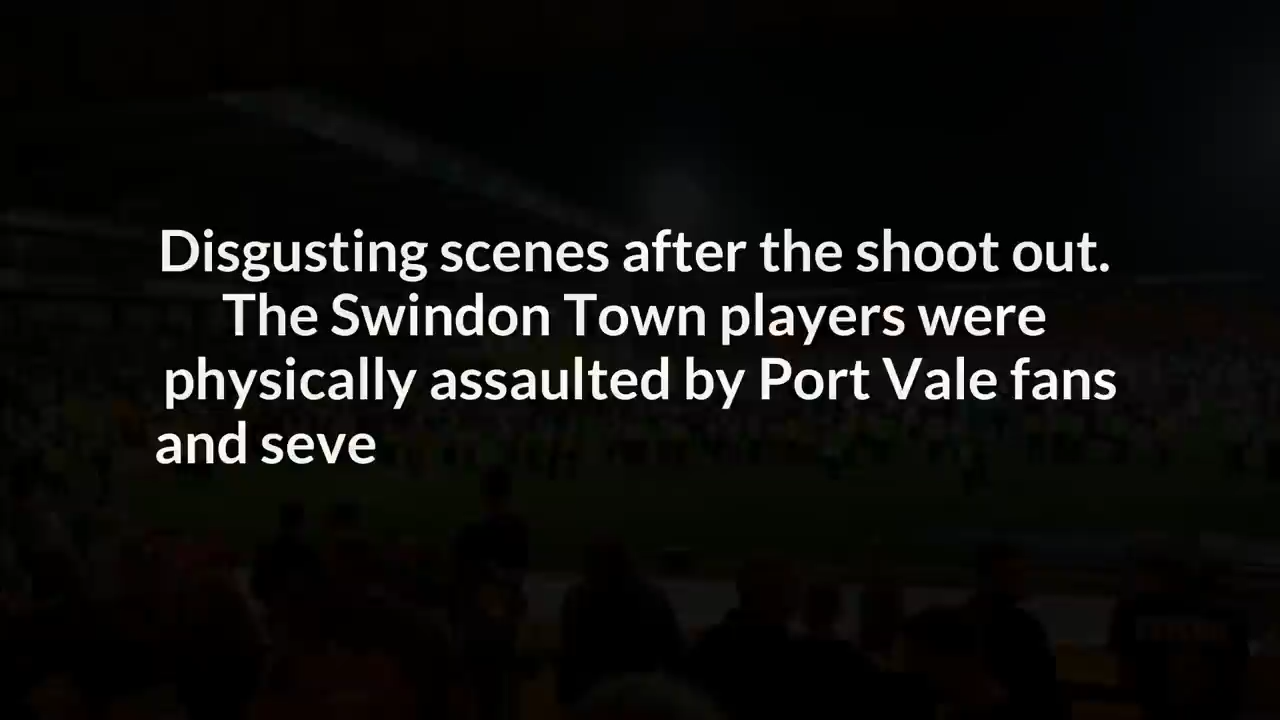 Disgusting scenes after the shoot out.
The Swindon Town players were
physically assaulted by Port Vale fans
and seve